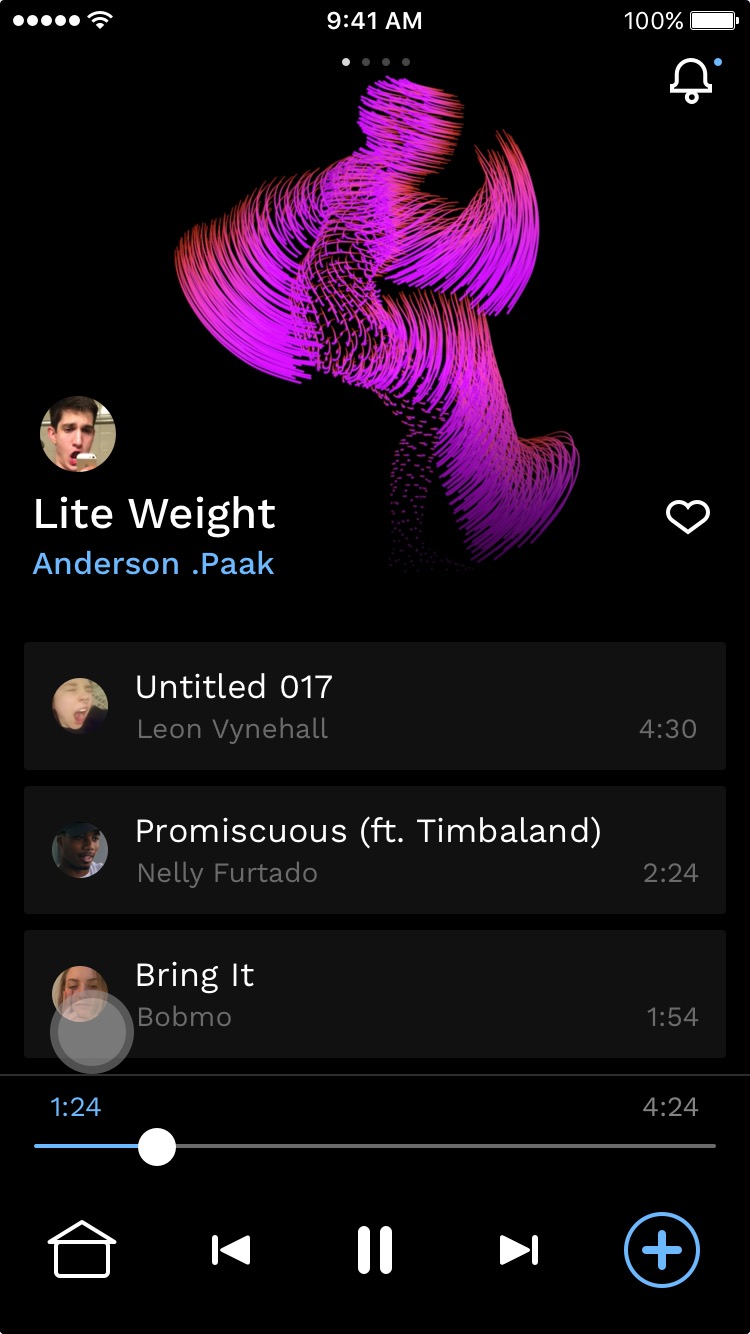 9:41 AM
100%
Lite Weight
Anderson .Paak
Untitled 017
Leon Vynehall
4:30
Promiscuous (ft. Timbaland)
Nelly Furtado
2:24
Bring It
Bobmo
1:54
1:24
4:24